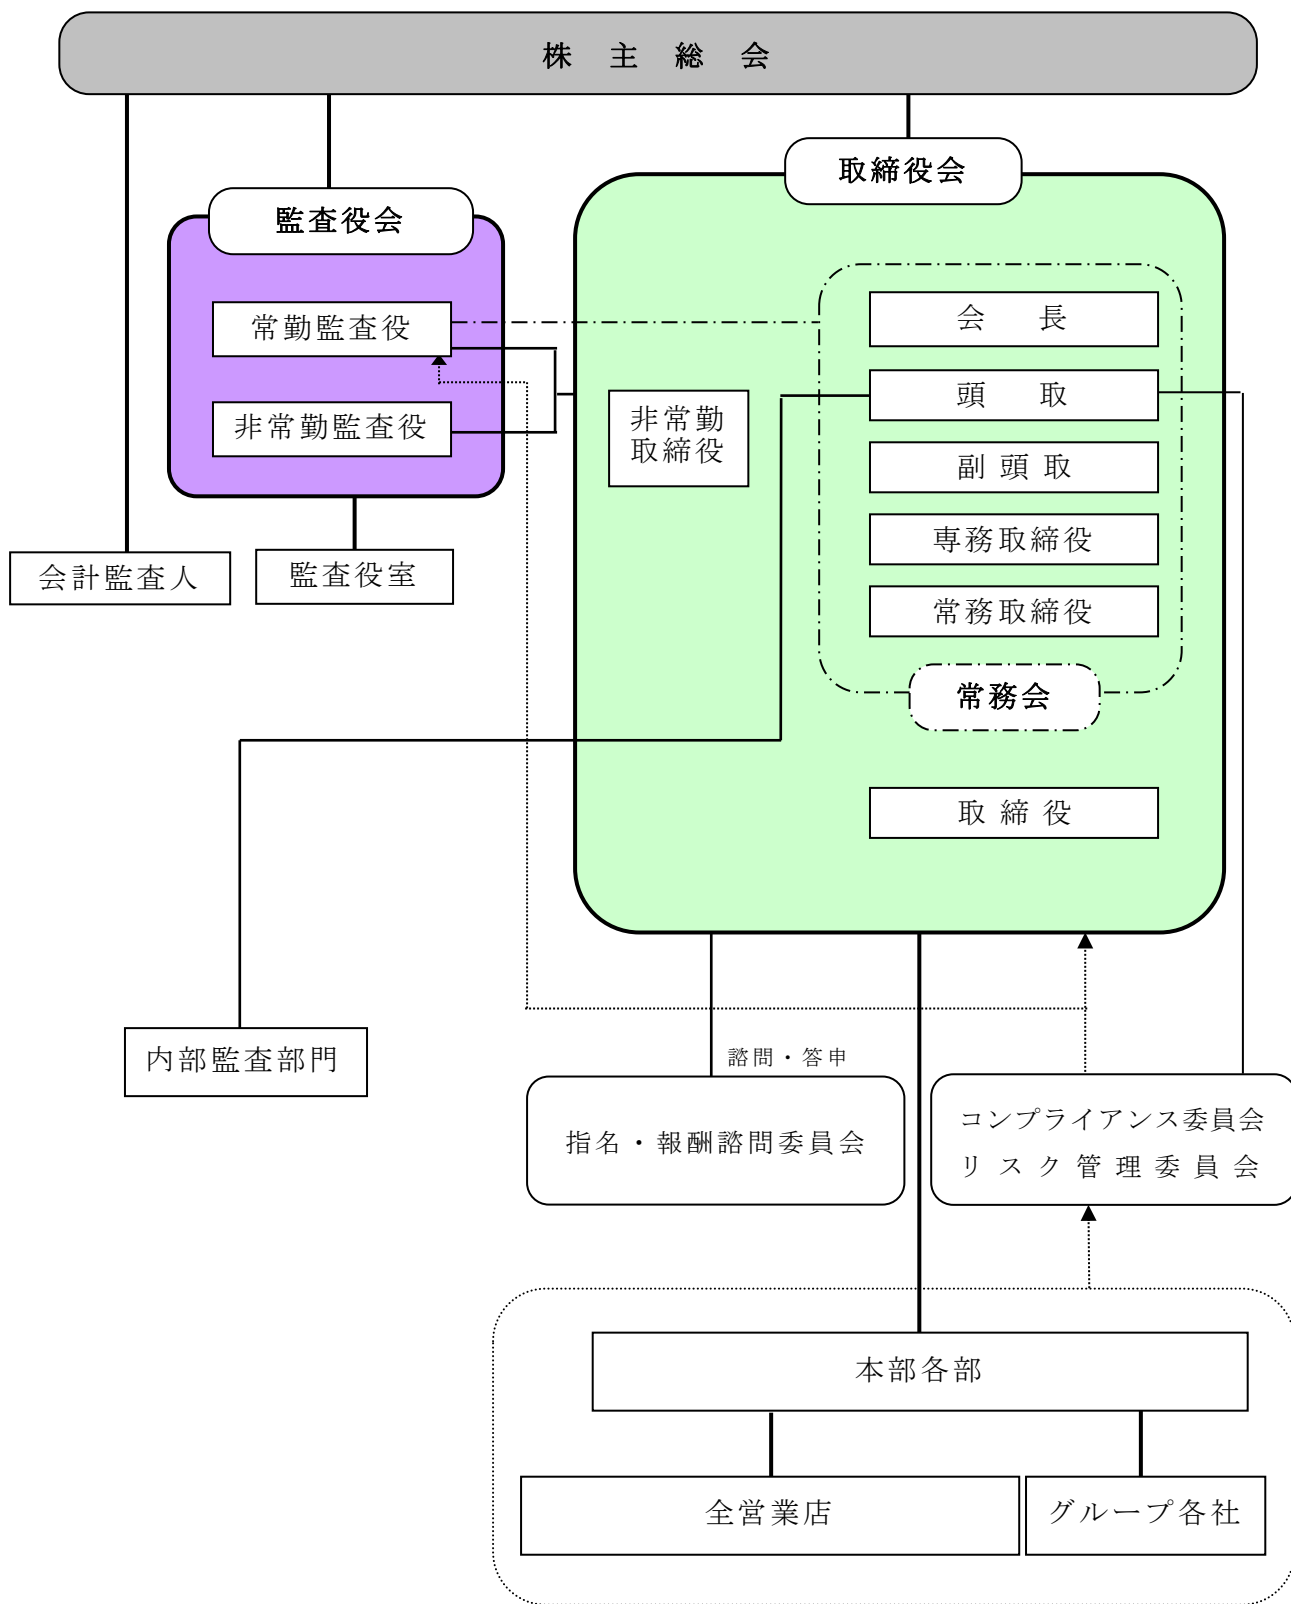 株主総会
取締役会
監査役会
常勤監査役
非常勤監査役
会長
頭取
副頭取
専務取締役
常務取締役
常務会
非常勤
取締役
取締役
会計監査人
監査役室
内部監査部門
諮問・答申
指名・報酬諮問委員会
コンプライアンス委員会
リスク管理委員会
本部各部
全営業店
グループ各社